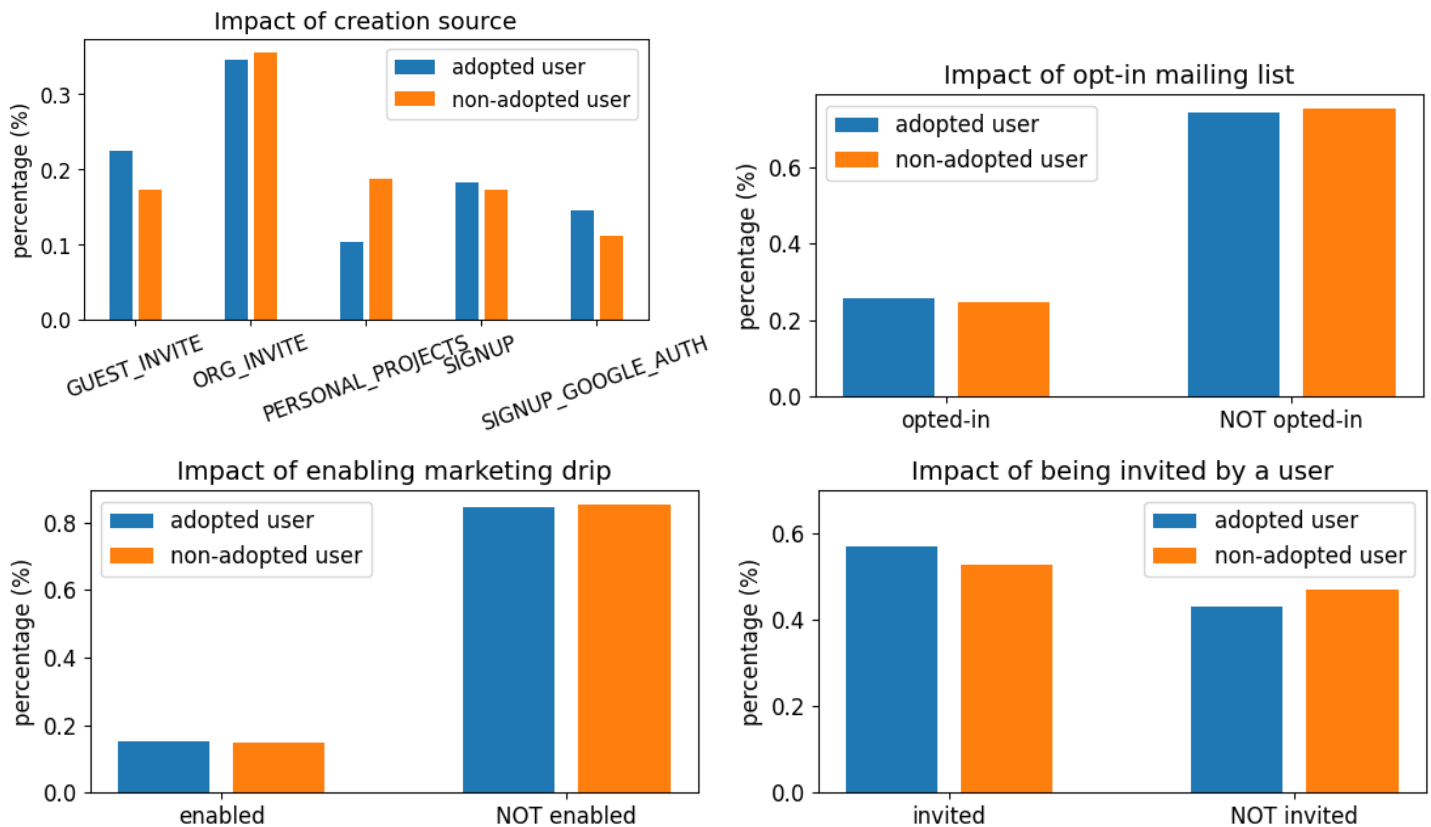 Impact of creation source
percentage (%)
0.3
0.2
0.1
0.0
adopted user
non-adopted user
GUEST_INVITE
ORG_INVITE
PERSONAL_PROJECTS
SIGNUP
SIGNUP_GOOGLE_AUTH
Impact of opt-in mailing list
percentage (%)
0.6
0.4
0.2
0.0
adopted user
non-adopted user
opted-in
NOT opted-in
Impact of enabling marketing drip
percentage (%)
0.8
0.6
0.4
0.2
0.0
adopted user
non-adopted user
enabled
NOT enabled
Impact of being invited by a user
percentage (%)
0.6
0.4
0.2
0.0
adopted user
non-adopted user
invited
NOT invited